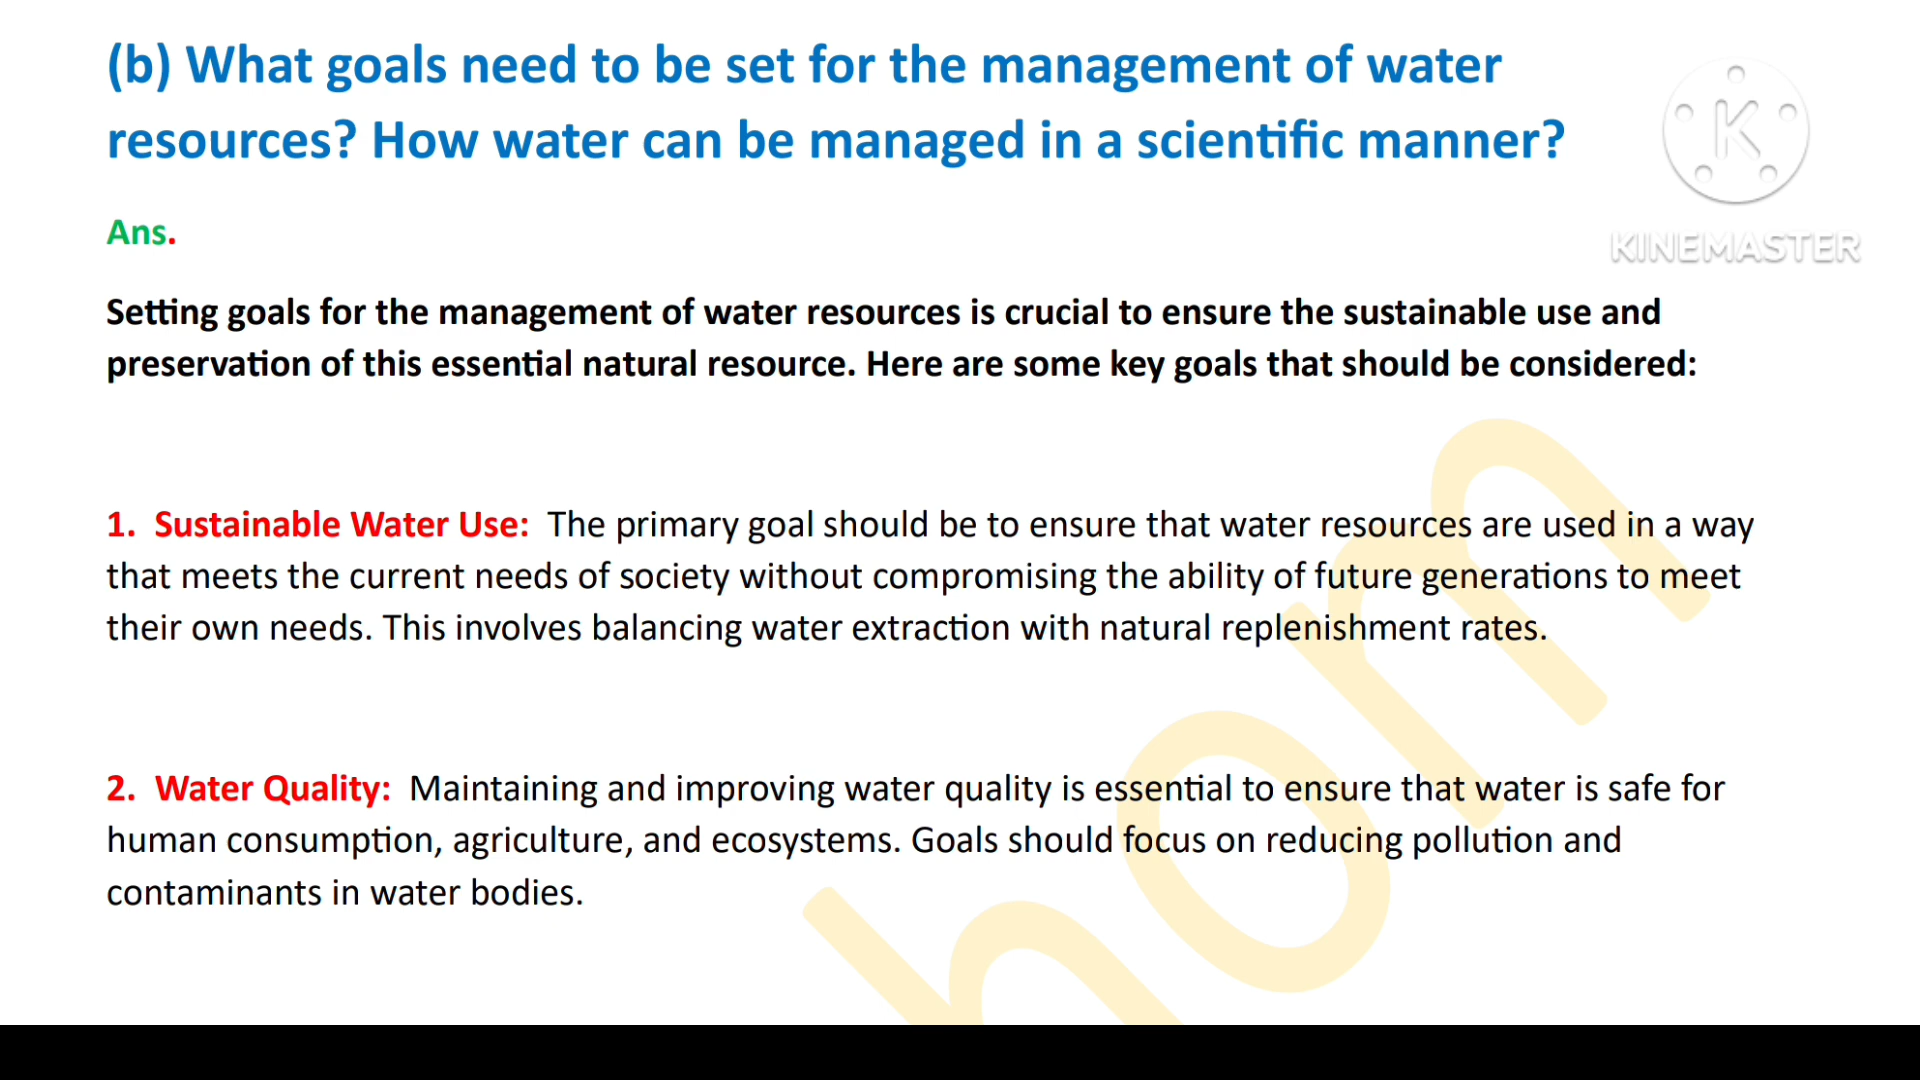 (b) What goals need to be set for the management of water
resources? How water can be managed in a scientific manner?
K
KINEMASTER
Ans.
Setting goals for the management of water resources is crucial to ensure the sustainable use and
preservation of this essential natural resource. Here are some key goals that should be considered:
1. Sustainable Water Use: The primary goal should be to ensure that water resources are used in a way
that meets the current needs of society without compromising the ability of future generations to meet
their own needs. This involves balancing water extraction with natural replenishment rates.
2. Water Quality: Maintaining and improving water quality is essential to ensure that water is safe for
human consumption, agriculture, and ecosystems. Goals should focus on reducing pollution and
contaminants in water bodies.
hom